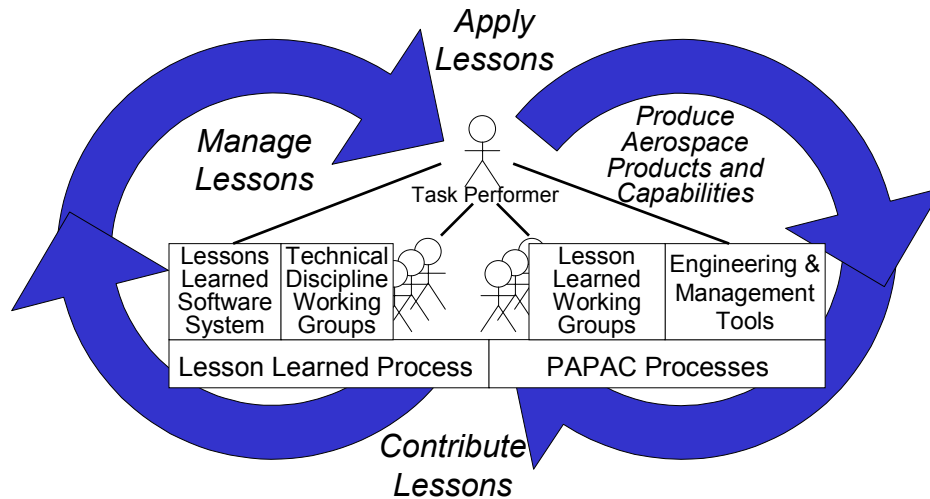 Apply
Lessons
Manage
Lessons
Produce
Aerospace
Products and
Capabilities
Task Performer
Lessons
Learned
Software
System
Technical
Discipline
Working
Groups
Lesson
Learned
Working
Groups
Engineering &
Management
Tools
Lesson Learned Process
PAPAC Processes
Contribute
Lessons